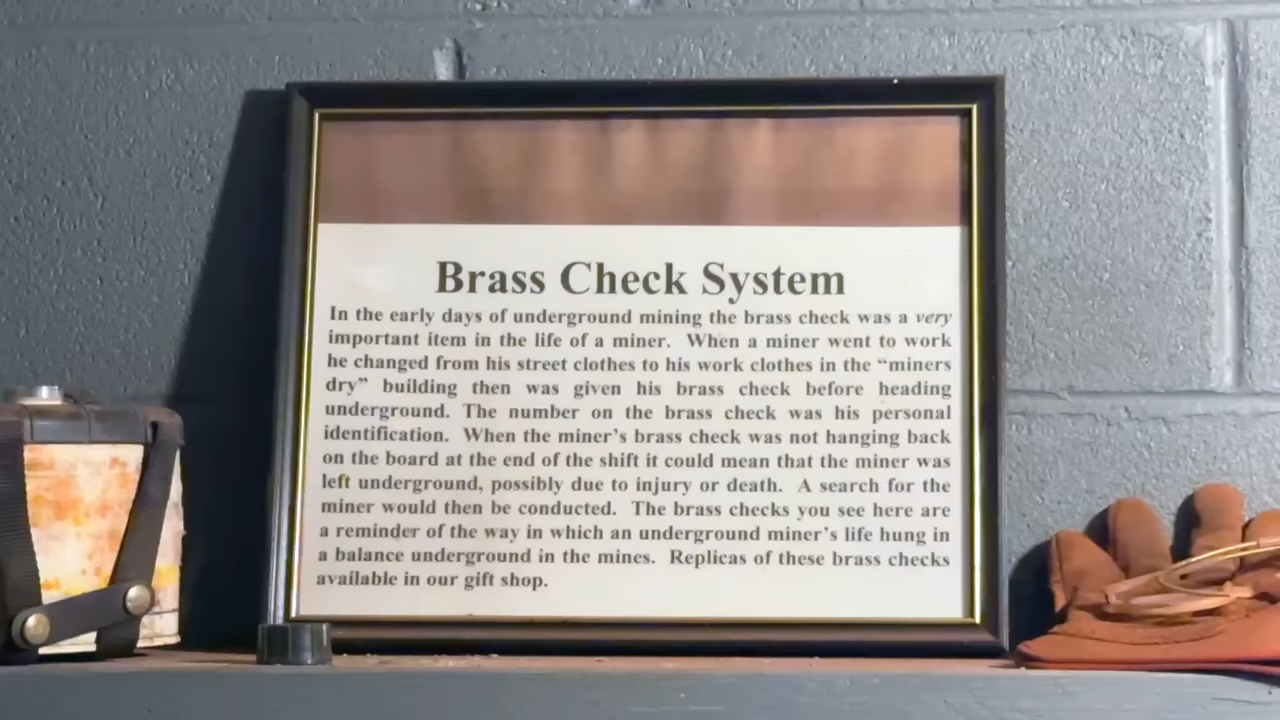 Brass Check System
In the early days of underground mining the brass check was a very
important item in the life of a miner. When a miner went to work
he changed from his street clothes to his work clothes in the “miners
dry” building then was given his brass check before heading
underground. The number on the brass check was his personal
identification. When the miner’s brass check was not hanging back
on the board at the end of the shift it could mean that the miner was
left underground, possibly due to injury or death. A search for the
miner would then be conducted. The brass checks you see here are
a reminder of the way in which an underground miner’s life hung in
a balance underground in the mines. Replicas of these brass checks
available in our gift shop.